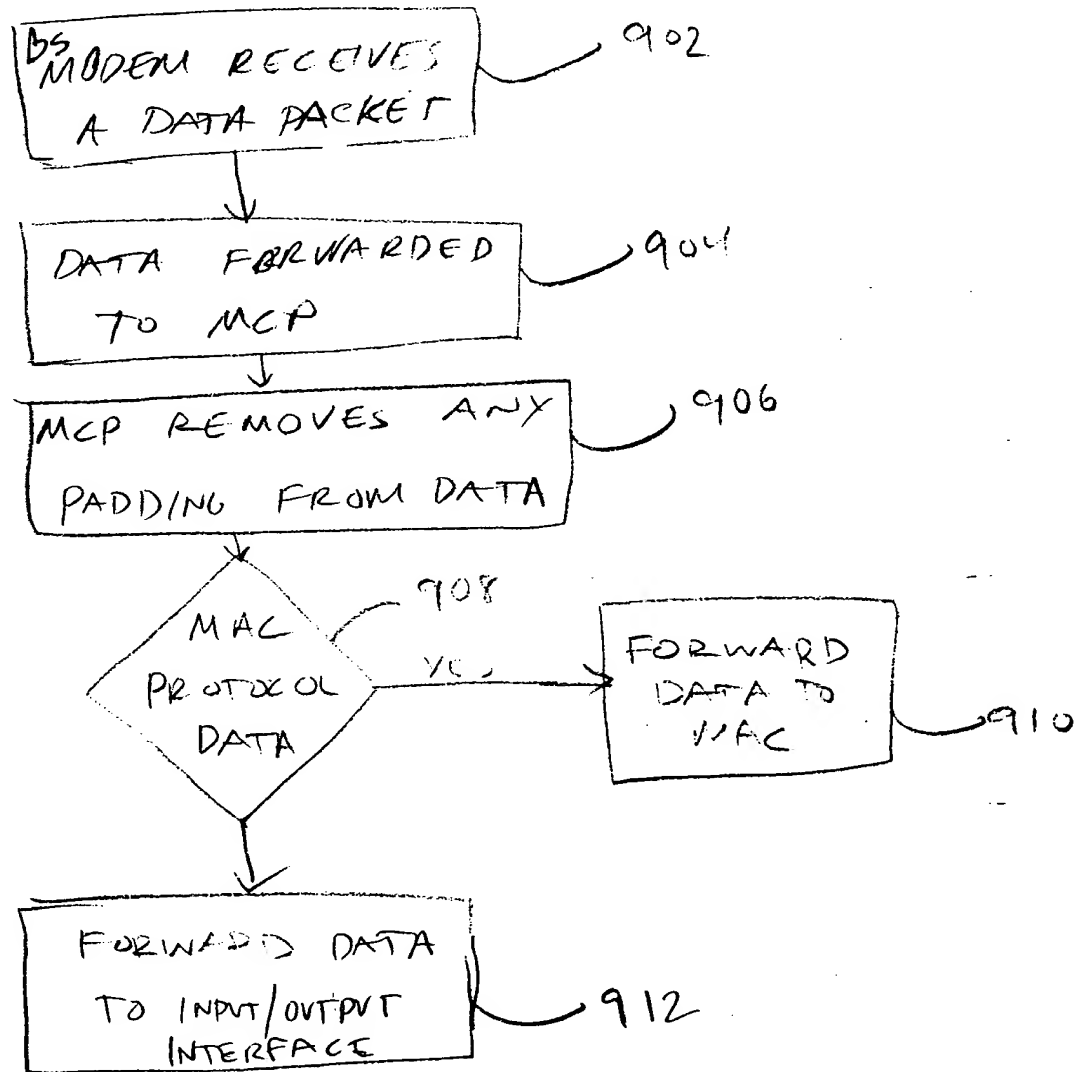 BS
MODEM RECEIVES
A DATA PACKET
902
DATA FORWARDED
TO MCP
904
MCP REMOVES ANY
PADDING FROM DATA
906
MAC
PROTOCOL
DATA
908
YES
FORWARD
DATA TO
MAC
910
FORWARD DATA
TO INPUT/OUTPUT
INTERFACE
912